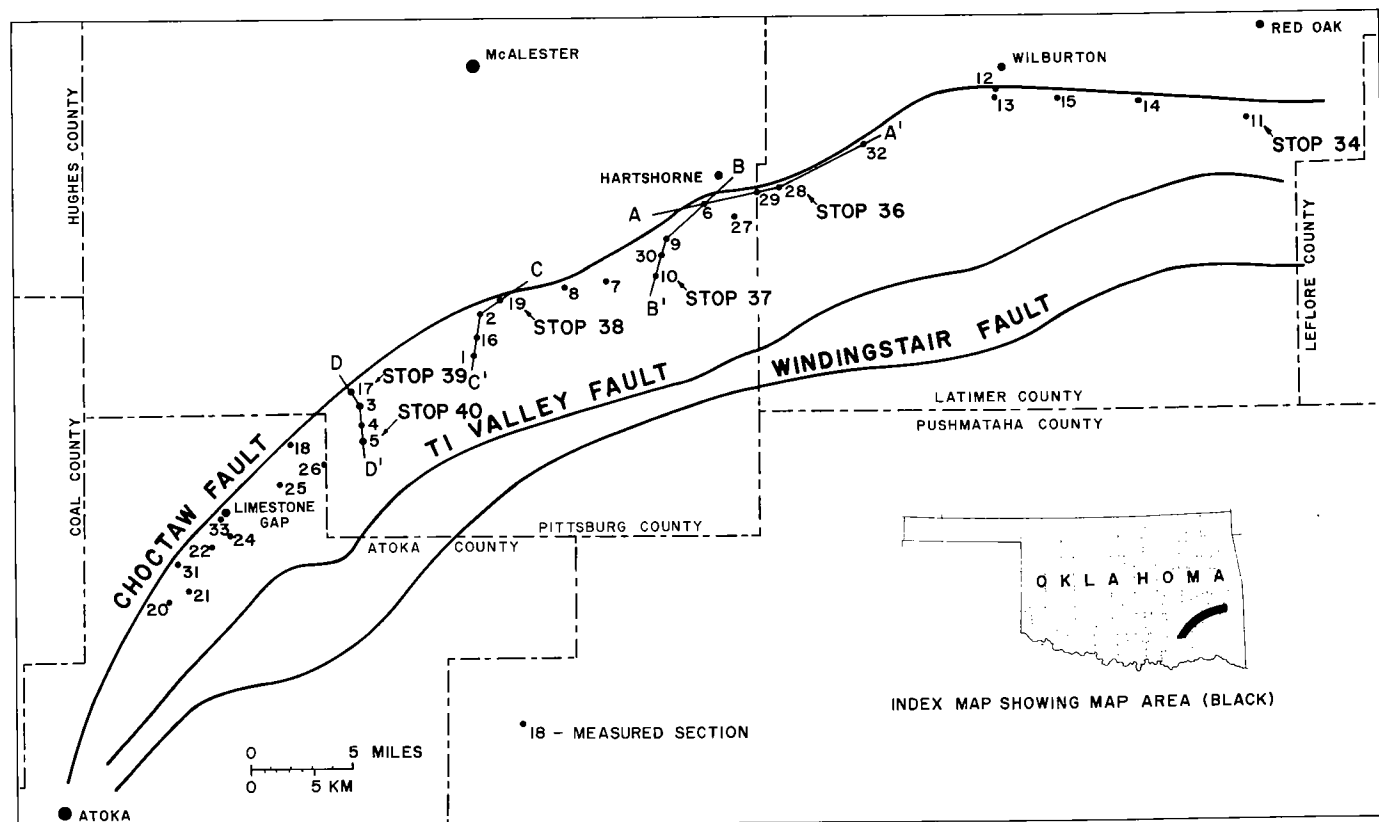 RED OAK
McALESTER
WILBURTON
HUGHES COUNTY
12
13
15
14
11
STOP 34
A'
32
B
HARTSHORNE
A
6
29
28
STOP 36
27
9
30
10
B'
STOP 37
LEFLORE COUNTY
C
8
7
19
STOP 38
2
16
1
C'
D
17
STOP 39
3
STOP 40
4
5
D'
TI VALLEY FAULT
WINDINGSTAIR FAULT
LATIMER COUNTY
PUSHMATAHA COUNTY
COAL COUNTY
CHOCTAW FAULT
18
26
25
LIMESTONE
GAP
33
24
22
31
21
20
PITTSBURG COUNTY
ATOKA COUNTY
OKLAHOMA
INDEX MAP SHOWING MAP AREA (BLACK)
18 - MEASURED SECTION
0 5 MILES
0 5 KM
ATOKA